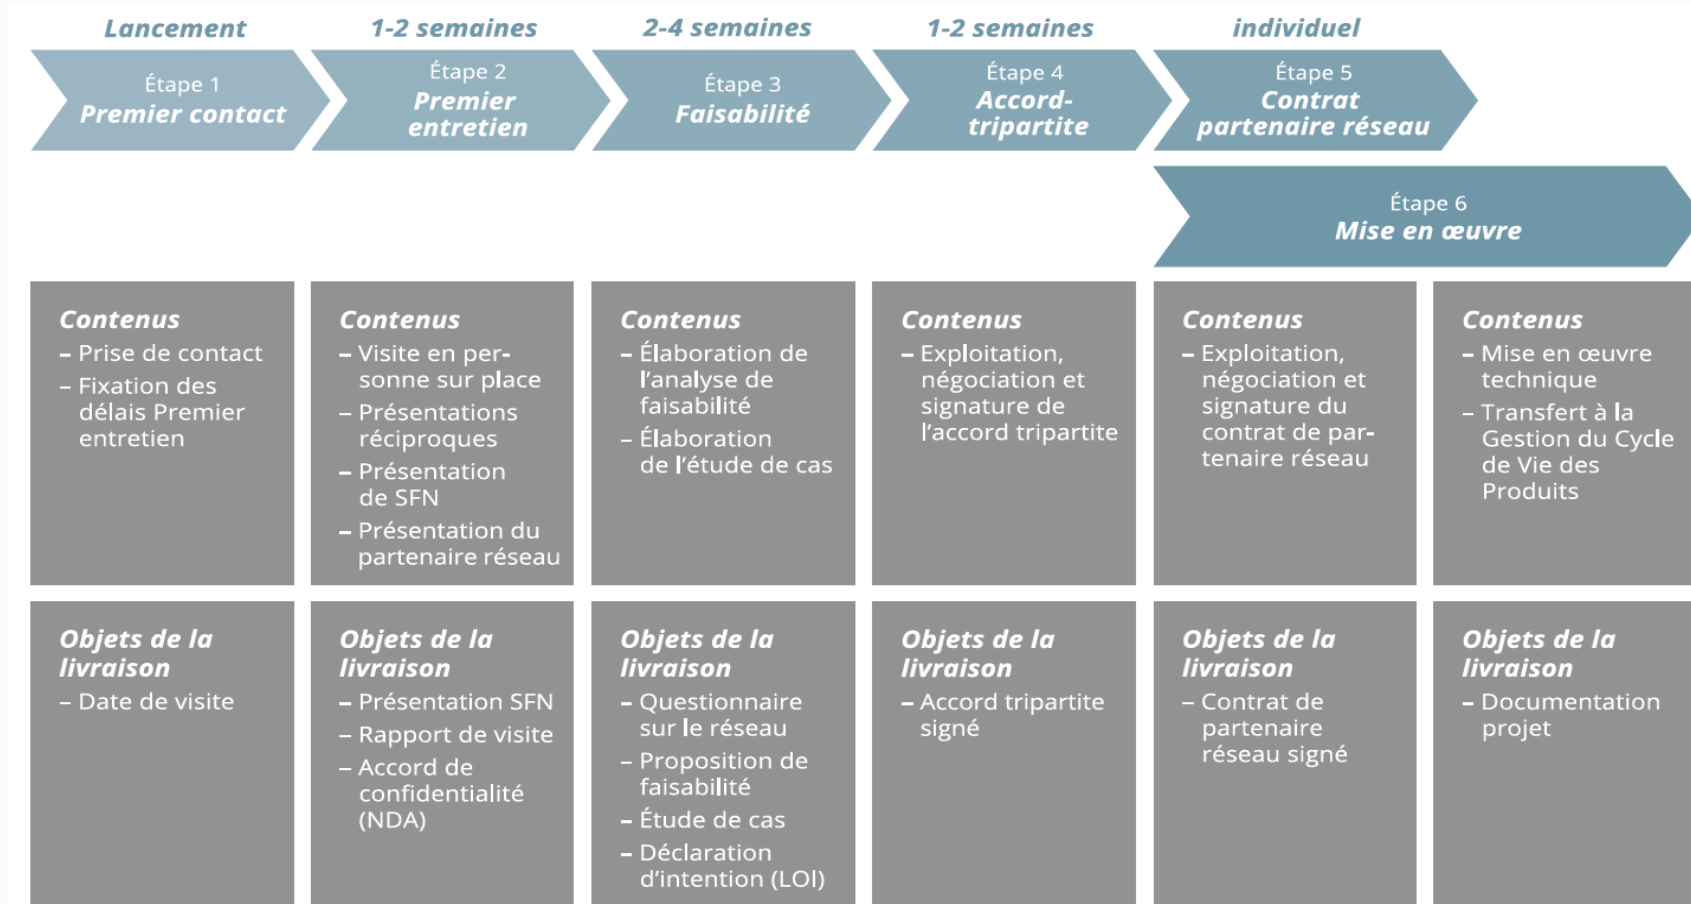 Lancement
1-2 semaines
2-4 semaines
1-2 semaines
individuel
Étape 1
Premier contact
Étape 2
Premier
entretien
Étape 3
Faisabilité
Étape 4
Accord-
tripartite
Étape 5
Contrat
partenaire réseau
Étape 6
Mise en œuvre
Contenus
– Prise de contact
– Fixation des
délais Premier
entretien
Contenus
– Visite en per-
sonne sur place
– Présentations
réciproques
– Présentation
de SFN
– Présentation du
partenaire réseau
Contenus
– Élaboration de
l’analyse de
faisabilité
– Élaboration
de l’étude de cas
Contenus
– Exploitation,
négociation et
signature de
l’accord tripartite
Contenus
– Exploitation,
négociation et
signature du
contrat de par-
tenaire réseau
Contenus
– Mise en œuvre
technique
– Transfert à la
Gestion du Cycle
de Vie des
Produits
Objets de la
livraison
– Date de visite
Objets de la
livraison
– Présentation SFN
– Rapport de visite
– Accord de
confidentialité
(NDA)
Objets de la
livraison
– Questionnaire
sur le réseau
– Proposition de
faisabilité
– Étude de cas
– Déclaration
d’intention (LOI)
Objets de la
livraison
– Accord tripartite
signé
Objets de la
livraison
– Contrat de
partenaire
réseau signé
Objets de la
livraison
– Documentation
projet